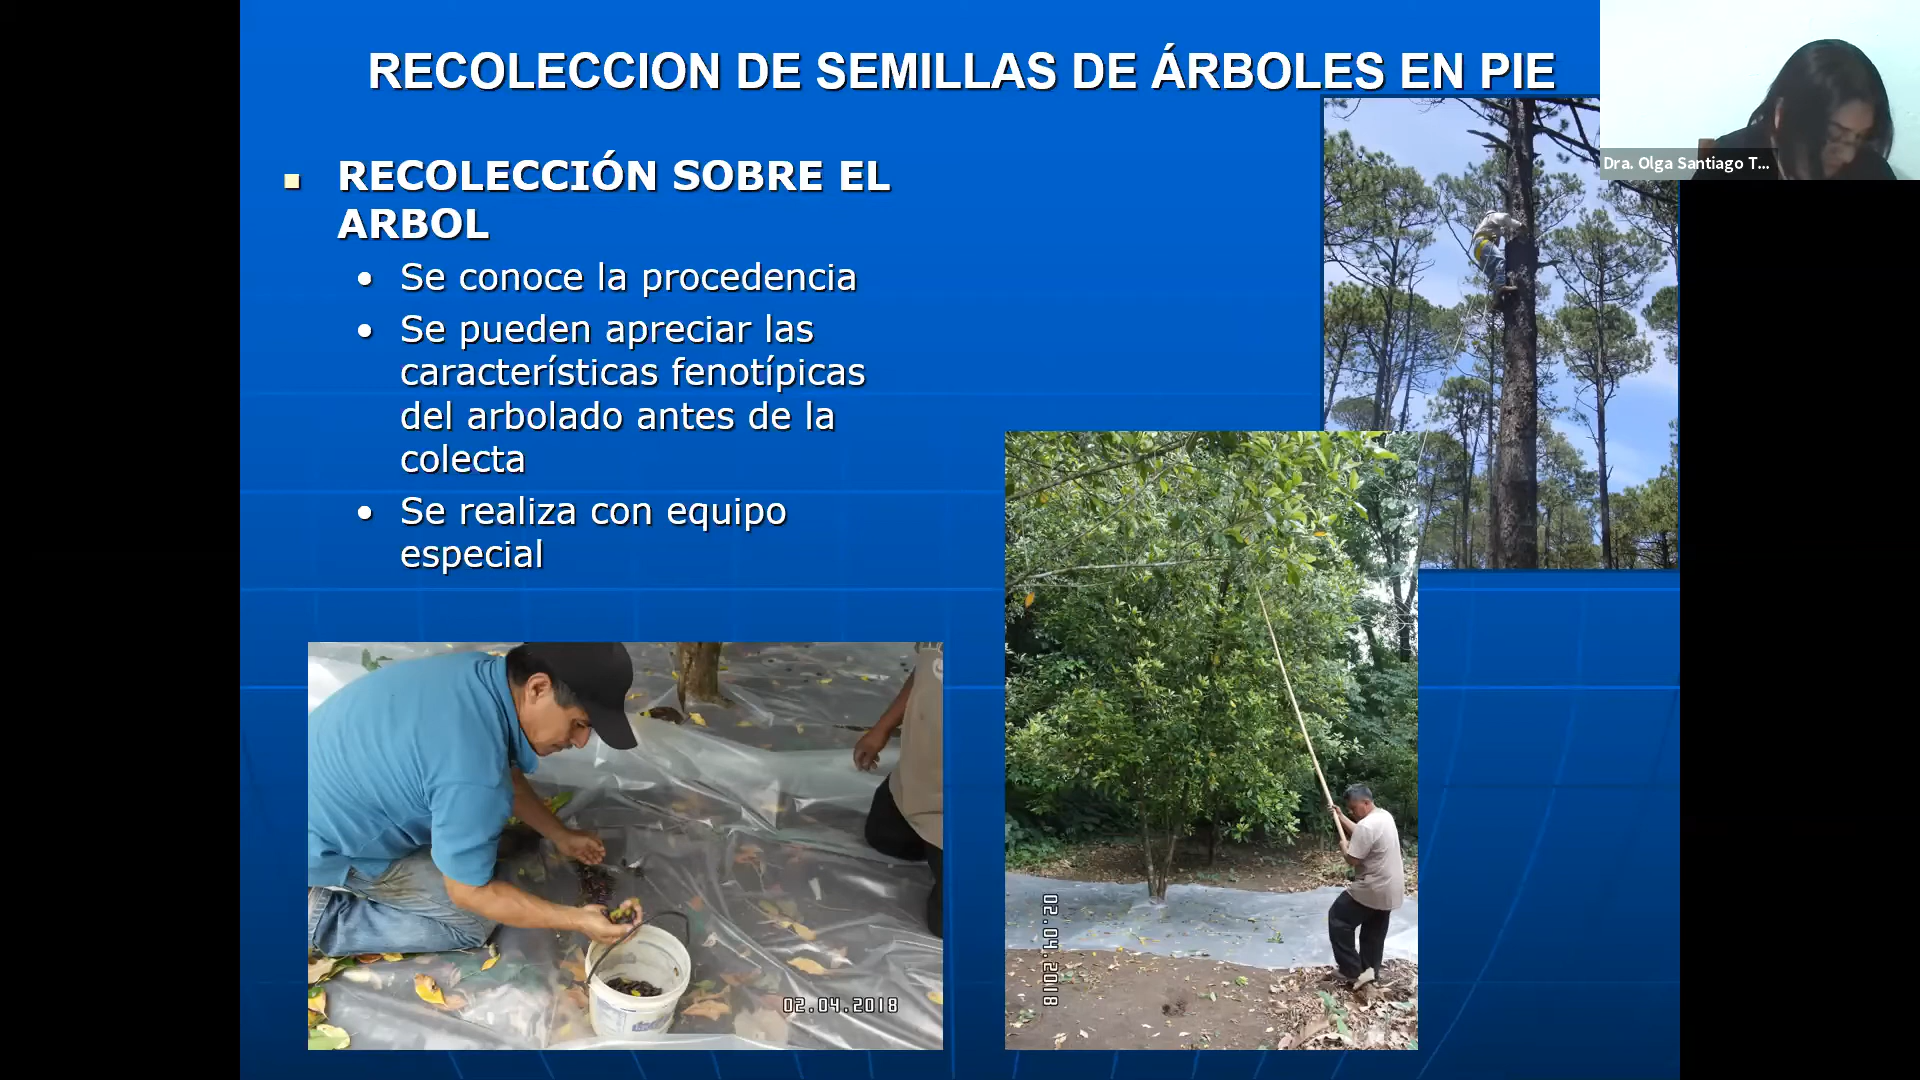 RECOLECCION DE SEMILLAS DE ÁRBOLES EN PIE
Dra. Olga Santiago T...
RECOLECCIÓN SOBRE EL
ARBOL
Se conoce la procedencia
Se pueden apreciar las
características fenotípicas
del arbolado antes de la
colecta
Se realiza con equipo
especial
02.04.2018
02.04.2018